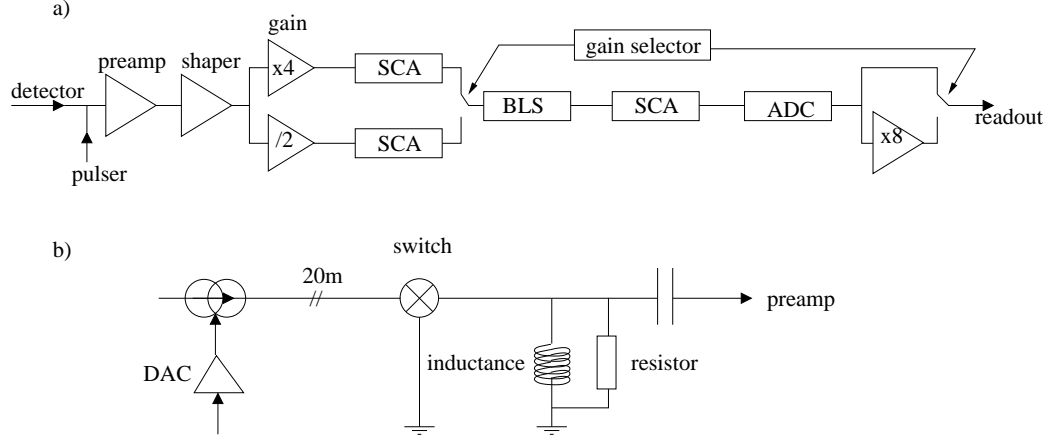 a)
gain
preamp
shaper
x4
SCA
gain selector
detector
BLS
SCA
ADC
readout
/2
SCA
x8
pulser
b)
switch
20m
preamp
DAC
inductance
resistor